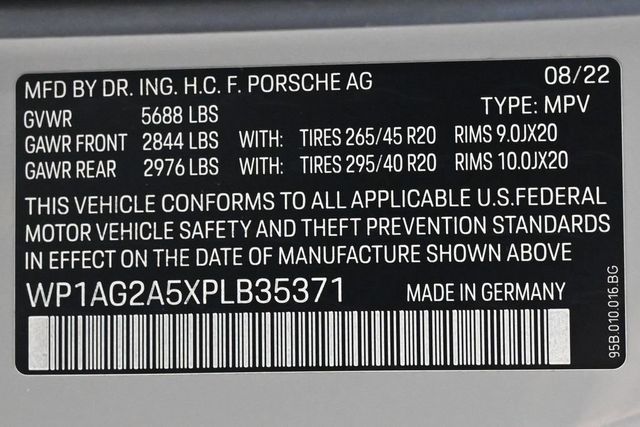 MFD BY DR. ING. H.C. F. PORSCHE AG 08/22
GVWR 5688 LBS TYPE: MPV
GAWR FRONT 2844 LBS WITH: TIRES 265/45 R20 RIMS 9.0JX20
GAWR REAR 2976 LBS WITH: TIRES 295/40 R20 RIMS 10.0JX20
THIS VEHICLE CONFORMS TO ALL APPLICABLE U.S.FEDERAL
MOTOR VEHICLE SAFETY AND THEFT PREVENTION STANDARDS
IN EFFECT ON THE DATE OF MANUFACTURE SHOWN ABOVE
WP1AG2A5XPLB35371 MADE IN GERMANY
95B.010.016.BG